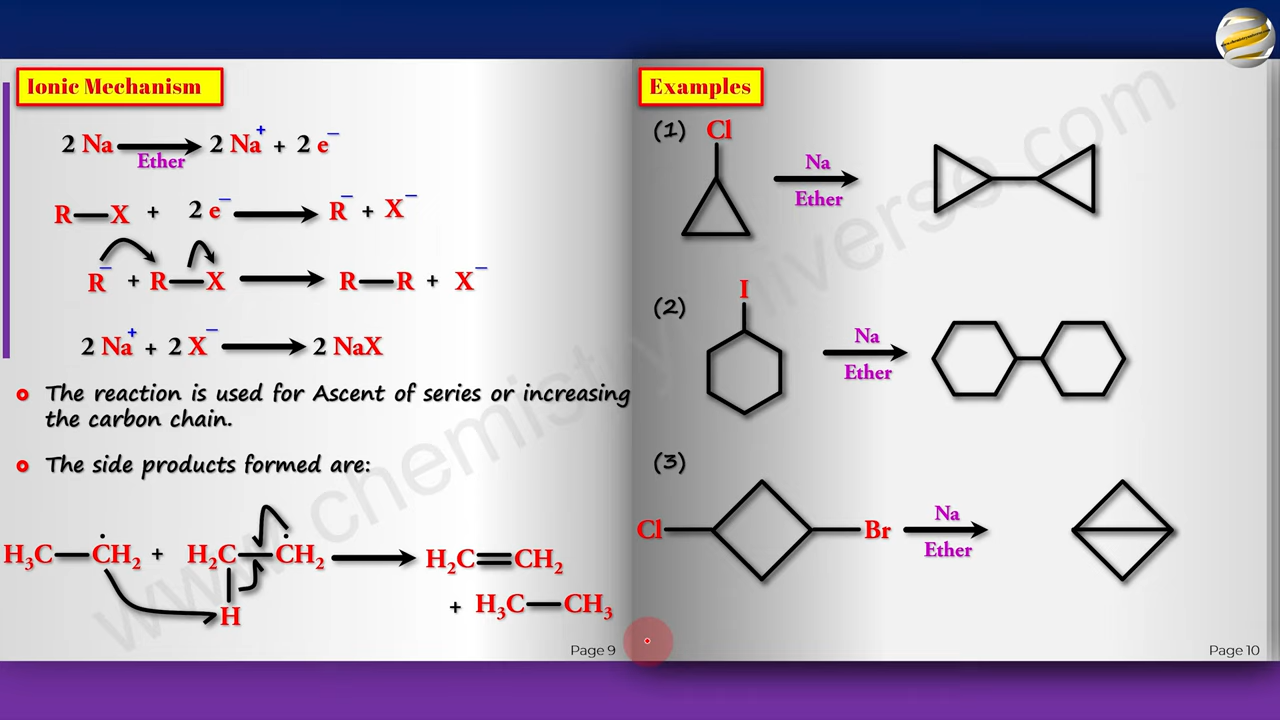 Ionic Mechanism
2 Na ⟶ 2 Na⁺ + 2 e⁻
Ether
R—X + 2 e⁻ ⟶ R⁻ + X⁻
R⁻ + R—X ⟶ R—R + X⁻
2 Na⁺ + 2 X⁻ ⟶ 2 NaX
The reaction is used for Ascent of series or increasing
the carbon chain.
The side products formed are:
H₃C—ĊH₂ + H₂C—ĊH₂ ⟶ H₂C=CH₂
H
+ H₃C—CH₃
Page 9
Examples
(1) Cl
Na
Ether
(2) I
Na
Ether
(3)
Cl Br
Na
Ether
Page 10
www.chemistryuniverse.com